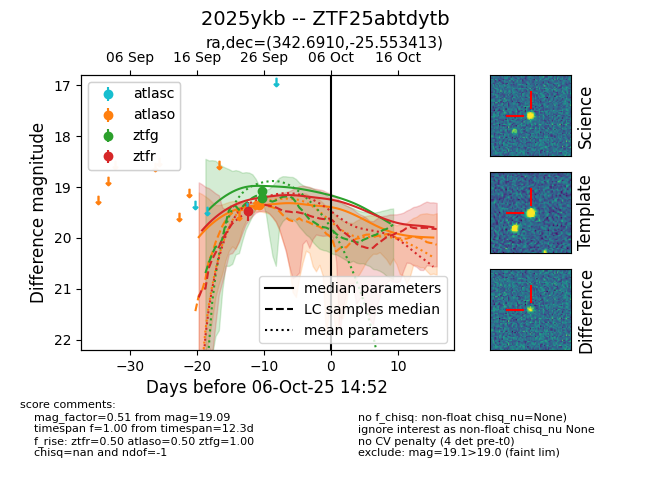 2025ykb -- ZTF25abtdytb
ra,dec=(342.6910,-25.553413)
06 Sep 16 Sep 26 Sep 06 Oct 16 Oct
17
18
19
20
21
22
Difference magnitude
atlasc
atlaso
ztfg
ztfr
median parameters
LC samples median
mean parameters
−30 −20 −10 0 10
Days before 06-Oct-25 14:52
Science
Template
Difference
score comments:
mag_factor=0.51 from mag=19.09
timespan f=1.00 from timespan=12.3d
f_rise: ztfr=0.50 atlaso=0.50 ztfg=1.00
chisq=nan and ndof=-1
no f_chisq: non-float chisq_nu=None)
ignore interest as non-float chisq_nu None
no CV penalty (4 det pre-t0)
exclude: mag=19.1>19.0 (faint lim)